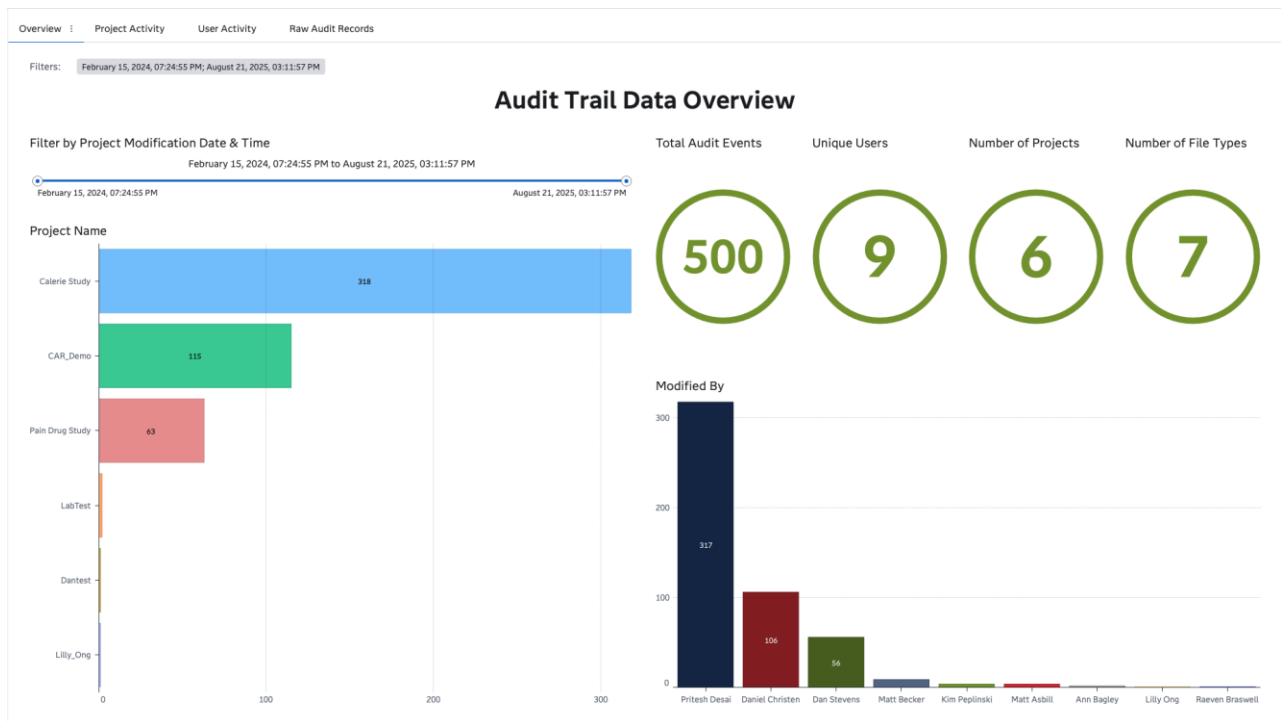 Overview
Project Activity
User Activity
Raw Audit Records
Filters:
February 15, 2024, 07:24:55 PM; August 21, 2025, 03:11:57 PM
Audit Trail Data Overview
Filter by Project Modification Date & Time
February 15, 2024, 07:24:55 PM to August 21, 2025, 03:11:57 PM
February 15, 2024, 07:24:55 PM
August 21, 2025, 03:11:57 PM
Project Name
Calerie Study
318
CAR_Demo
115
Pain Drug Study
63
LabTest
Dantest
Lilly_Ong
0
100
200
300
Total Audit Events
Unique Users
Number of Projects
Number of File Types
500
9
6
7
Modified By
300
200
100
0
317
106
56
Pritesh Desai
Daniel Christen
Dan Stevens
Matt Becker
Kim Peplinski
Matt Asbill
Ann Bagley
Lilly Ong
Raeven Braswell